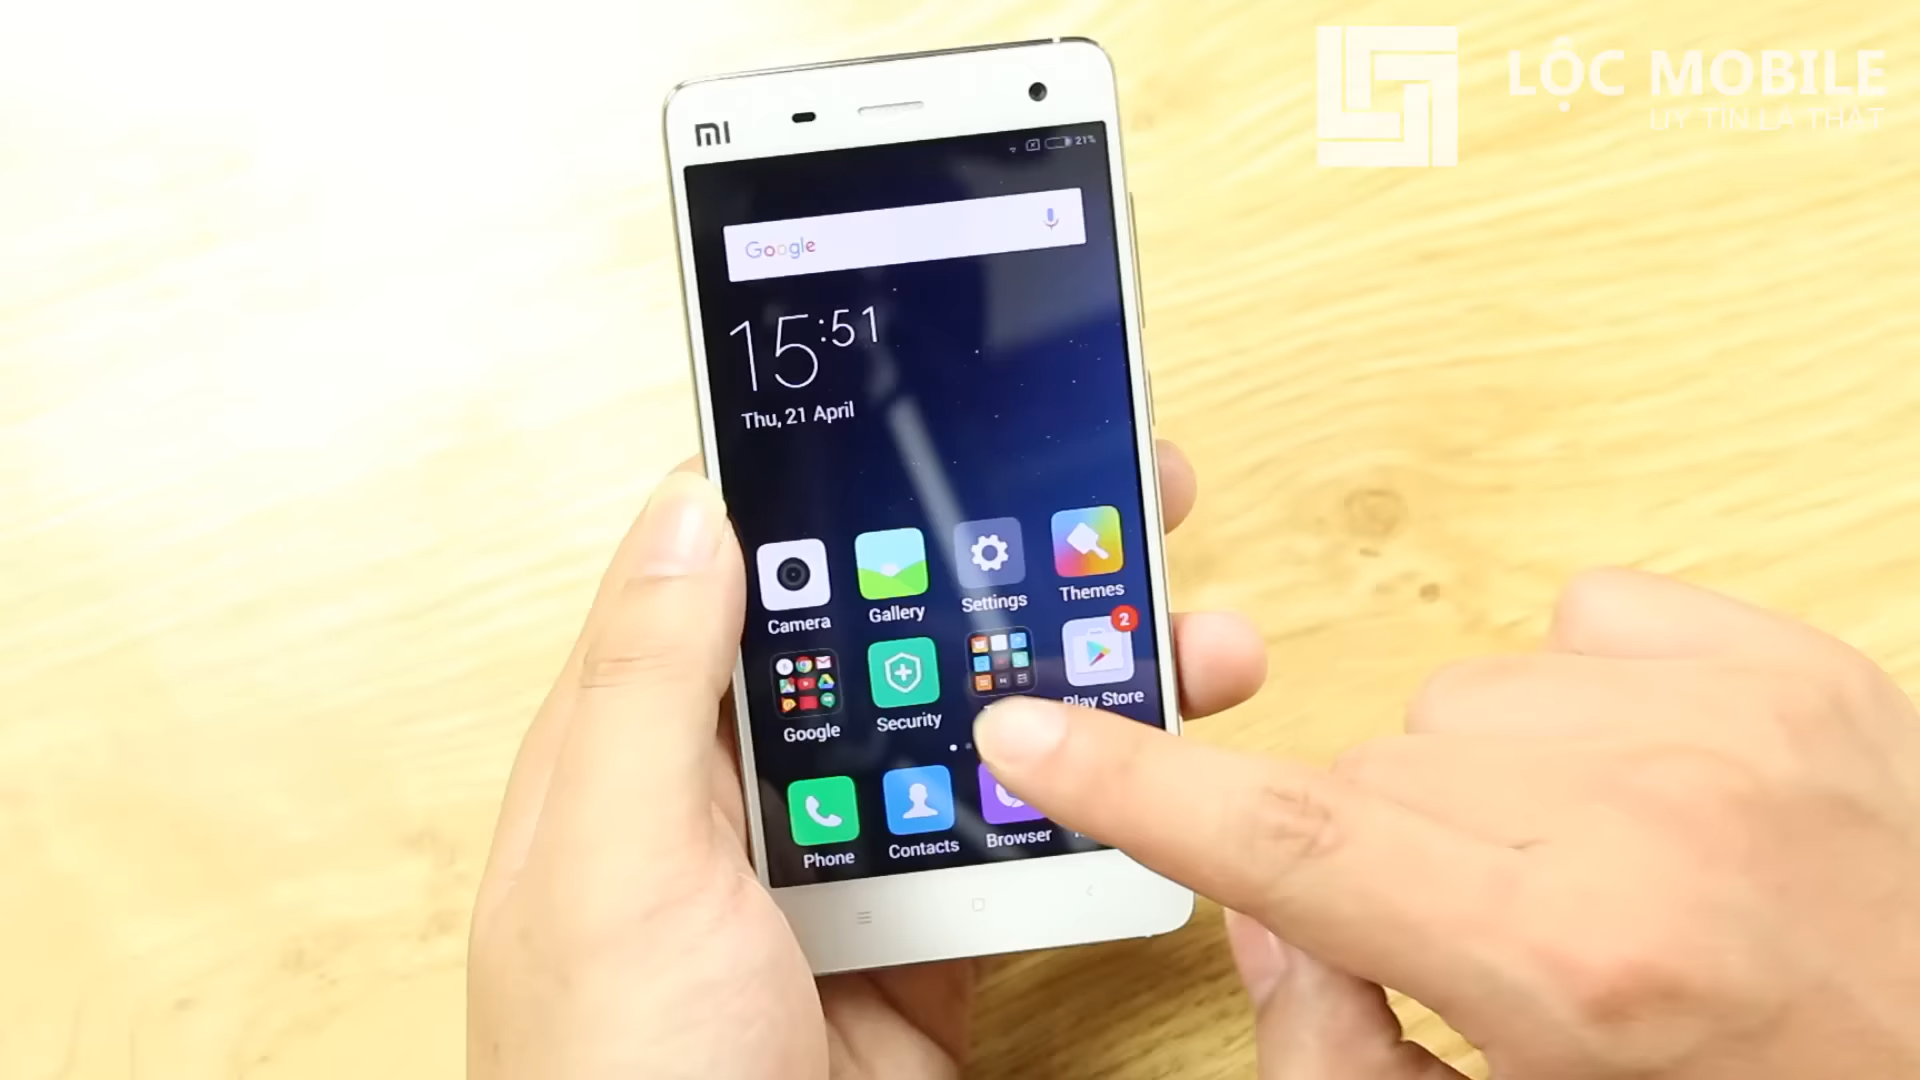 LỘC MOBILE
UY TÍN LÀ THẬT
MI
21%
Google
15:51
Thu, 21 April
Camera
Gallery
Settings
Themes
2
Google
Security
Play Store
Phone
Contacts
Browser